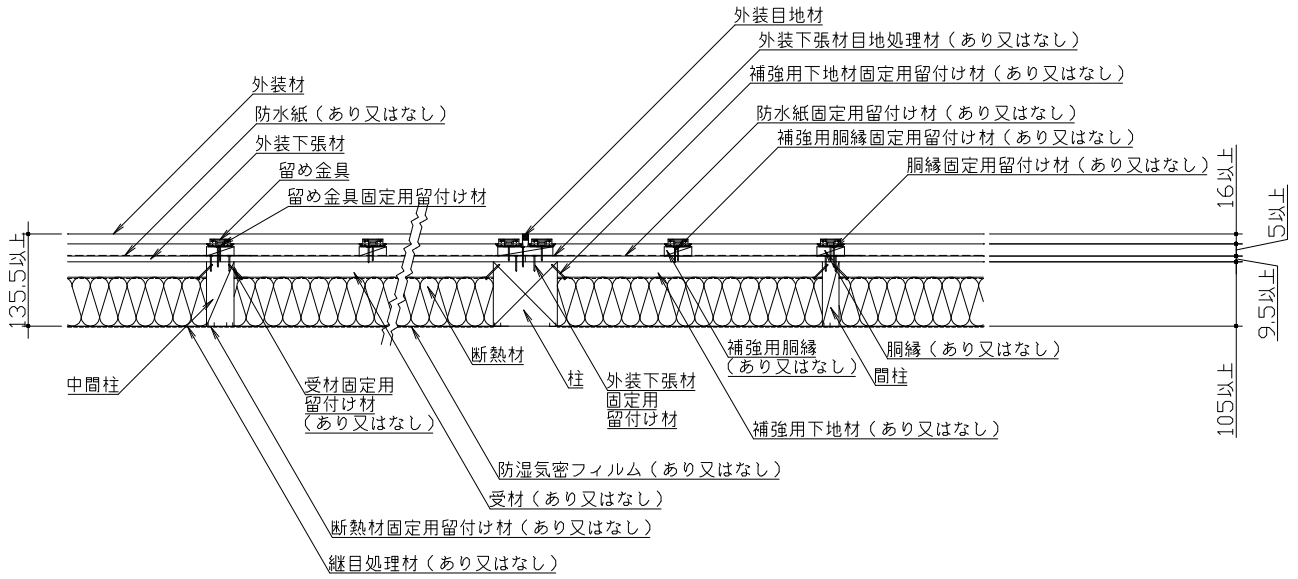 外装目地材
外装下張材目地処理材（あり又はなし）
補強用下地材固定用留付け材（あり又はなし）
外装材
防水紙（あり又はなし）
防水紙固定用留付け材（あり又はなし）
補強用胴縁固定用留付け材（あり又はなし）
外装下張材
胴縁固定用留付け材（あり又はなし）
留め金具
留め金具固定用留付け材
16以上
5以上
135.5以上
9.5以上
105以上
断熱材
補強用胴縁
（あり又はなし）
胴縁（あり又はなし）
中間柱
受材固定用
留付け材
（あり又はなし）
柱
外装下張材
固定用
留付け材
間柱
補強用下地材（あり又はなし）
防湿気密フィルム（あり又はなし）
受材（あり又はなし）
断熱材固定用留付け材（あり又はなし）
継目処理材（あり又はなし）